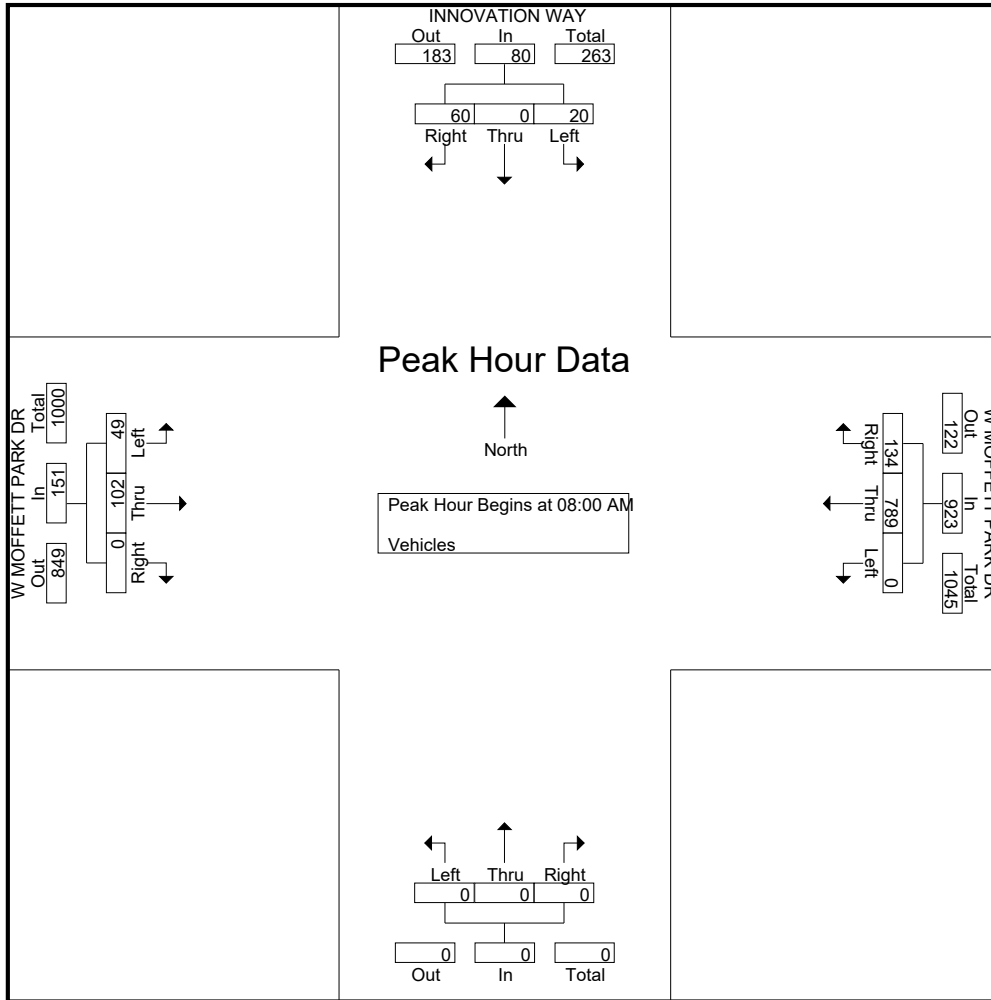 INNOVATION WAY
Out In Total
183 80 263
60 0 20
Right Thru Left
Peak Hour Data
North
Peak Hour Begins at 08:00 AM
Vehicles
W MOFFETT PARK DR
Total In Out
1000 151 849
49 102 0
Left Thru Right
W MOFFETT PARK DR
Out In Total
122 923 1045
134 789 0
Right Thru Left
Left Thru Right
0 0 0
0 0 0
Out In Total